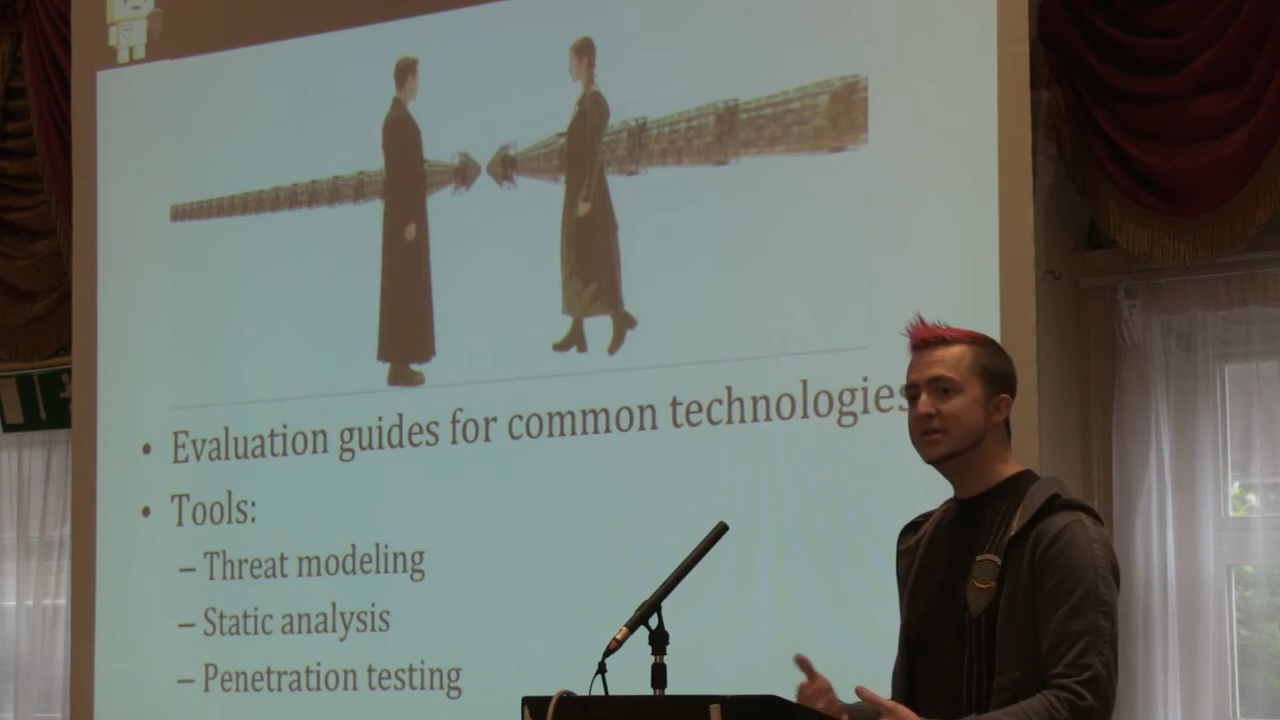 • Evaluation guides for common technologies
• Tools:
– Threat modeling
– Static analysis
– Penetration testing